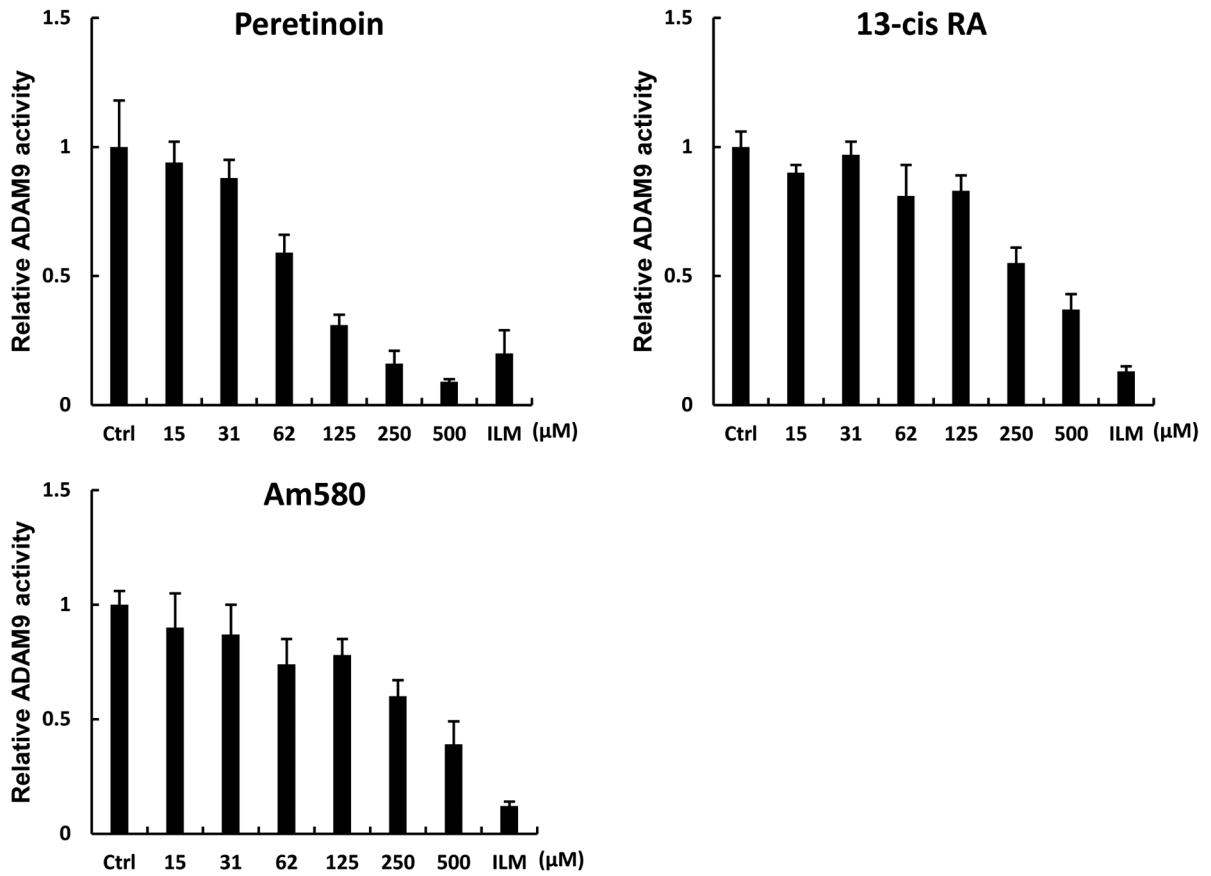 Peretinoin
Relative ADAM9 activity
1.5
1
0.5
0
Ctrl 15 31 62 125 250 500 ILM (μM)
13-cis RA
Relative ADAM9 activity
1.5
1
0.5
0
Ctrl 15 31 62 125 250 500 ILM (μM)
Am580
Relative ADAM9 activity
1.5
1
0.5
0
Ctrl 15 31 62 125 250 500 ILM (μM)